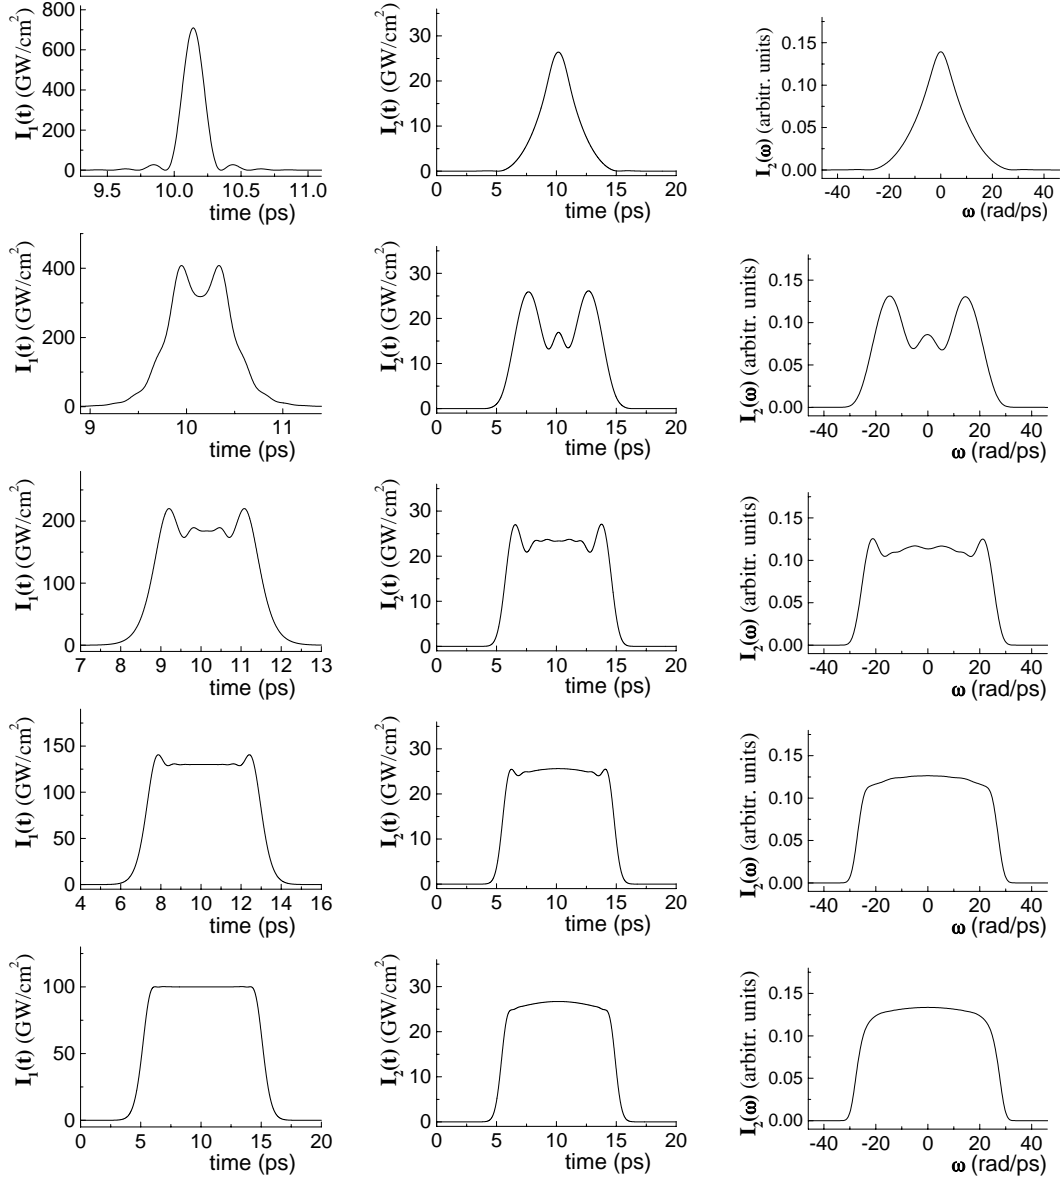 I₁(t) (GW/cm²)
800
600
400
200
0
9.5 10.0 10.5 11.0
time (ps)
I₂(t) (GW/cm²)
30
20
10
0
0 5 10 15 20
time (ps)
I₂(ω) (arbitr. units)
0.15
0.10
0.05
0.00
-40 -20 0 20 40
ω (rad/ps)
I₁(t) (GW/cm²)
400
200
0
9 10 11
time (ps)
I₂(t) (GW/cm²)
30
20
10
0
0 5 10 15 20
time (ps)
I₂(ω) (arbitr. units)
0.15
0.10
0.05
0.00
-40 -20 0 20 40
ω (rad/ps)
I₁(t) (GW/cm²)
200
100
0
7 8 9 10 11 12 13
time (ps)
I₂(t) (GW/cm²)
30
20
10
0
0 5 10 15 20
time (ps)
I₂(ω) (arbitr. units)
0.15
0.10
0.05
0.00
-40 -20 0 20 40
ω (rad/ps)
I₁(t) (GW/cm²)
150
100
50
0
4 6 8 10 12 14 16
time (ps)
I₂(t) (GW/cm²)
30
20
10
0
0 5 10 15 20
time (ps)
I₂(ω) (arbitr. units)
0.15
0.10
0.05
0.00
-40 -20 0 20 40
ω (rad/ps)
I₁(t) (GW/cm²)
100
50
0
0 5 10 15 20
time (ps)
I₂(t) (GW/cm²)
30
20
10
0
0 5 10 15 20
time (ps)
I₂(ω) (arbitr. units)
0.15
0.10
0.05
0.00
-40 -20 0 20 40
ω (rad/ps)